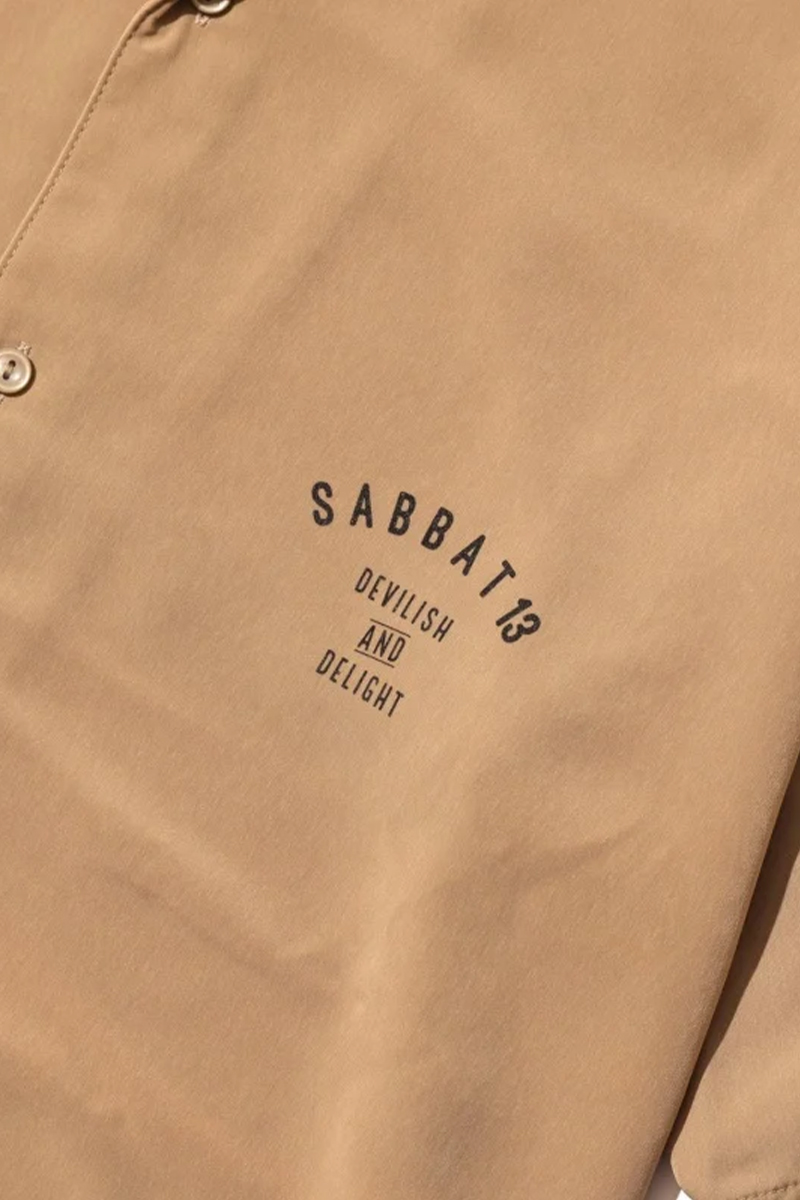 SABBAT13
DEVILISH
AND
DELIGHT